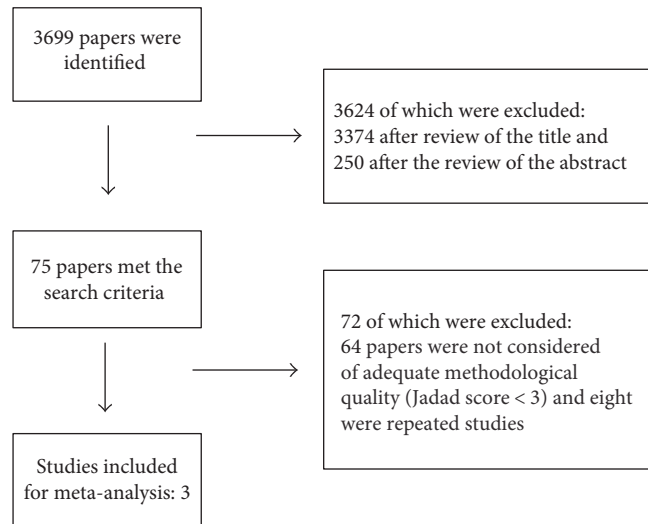 3699 papers were
identified
3624 of which were excluded:
3374 after review of the title and
250 after the review of the abstract
75 papers met the
search criteria
72 of which were excluded:
64 papers were not considered
of adequate methodological
quality (Jadad score < 3) and eight
were repeated studies
Studies included
for meta-analysis: 3